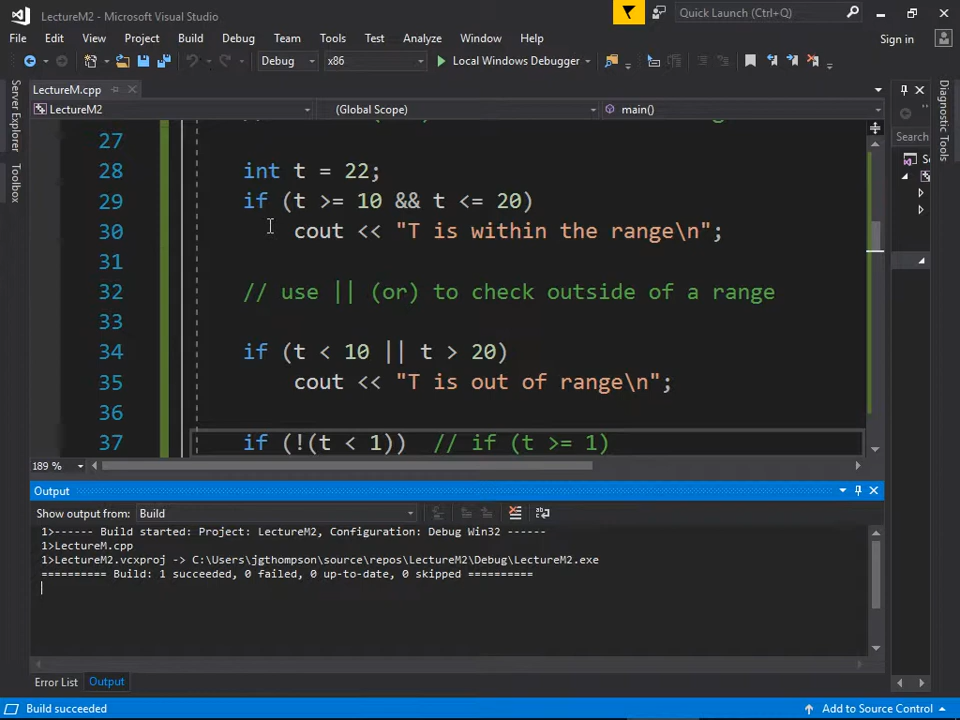 LectureM2 - Microsoft Visual Studio
Quick Launch (Ctrl+Q)
File Edit View Project Build Debug Team Tools Test Analyze Window Help
Sign in
Debug x86 Local Windows Debugger
LectureM.cpp
LectureM2 (Global Scope) main()
Server Explorer
Toolbox
Diagnostic Tools
Search
27
28 int t = 22;
29 if (t >= 10 && t <= 20)
30 cout << "T is within the range\n";
31
32 // use || (or) to check outside of a range
33
34 if (t < 10 || t > 20)
35 cout << "T is out of range\n";
36
37 if (!(t < 1)) // if (t >= 1)
189 %
Output
Show output from: Build
1>------ Build started: Project: LectureM2, Configuration: Debug Win32 ------
1>LectureM.cpp
1>LectureM2.vcxproj -> C:\Users\jgthompson\source\repos\LectureM2\Debug\LectureM2.exe
========== Build: 1 succeeded, 0 failed, 0 up-to-date, 0 skipped ==========
Error List Output
Build succeeded
Add to Source Control